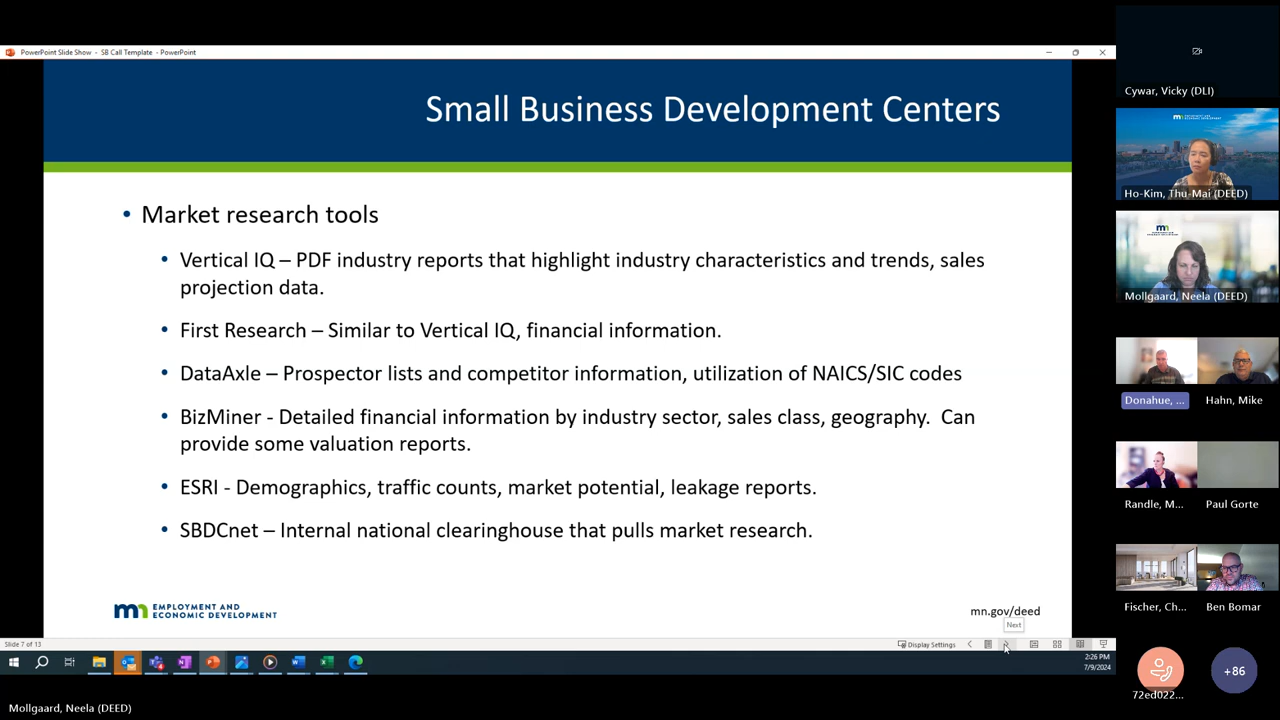 PowerPoint Slide Show - SB Call Template - PowerPoint
Small Business Development Centers
• Market research tools
• Vertical IQ – PDF industry reports that highlight industry characteristics and trends, sales
projection data.
• First Research – Similar to Vertical IQ, financial information.
• DataAxle – Prospector lists and competitor information, utilization of NAICS/SIC codes
• BizMiner - Detailed financial information by industry sector, sales class, geography.  Can
provide some valuation reports.
• ESRI - Demographics, traffic counts, market potential, leakage reports.
• SBDCnet – Internal national clearinghouse that pulls market research.
mn EMPLOYMENT AND
ECONOMIC DEVELOPMENT
mn.gov/deed
Next
Slide 7 of 13
Display Settings
2:26 PM
7/9/2024
Mollgaard, Neela (DEED)
Cywar, Vicky (DLI)
Ho-Kim, Thu-Mai (DEED)
Mollgaard, Neela (DEED)
Donahue, ...
Hahn, Mike
Randle, M...
Paul Gorte
Fischer, Ch...
Ben Bomar
72ed022...
+86